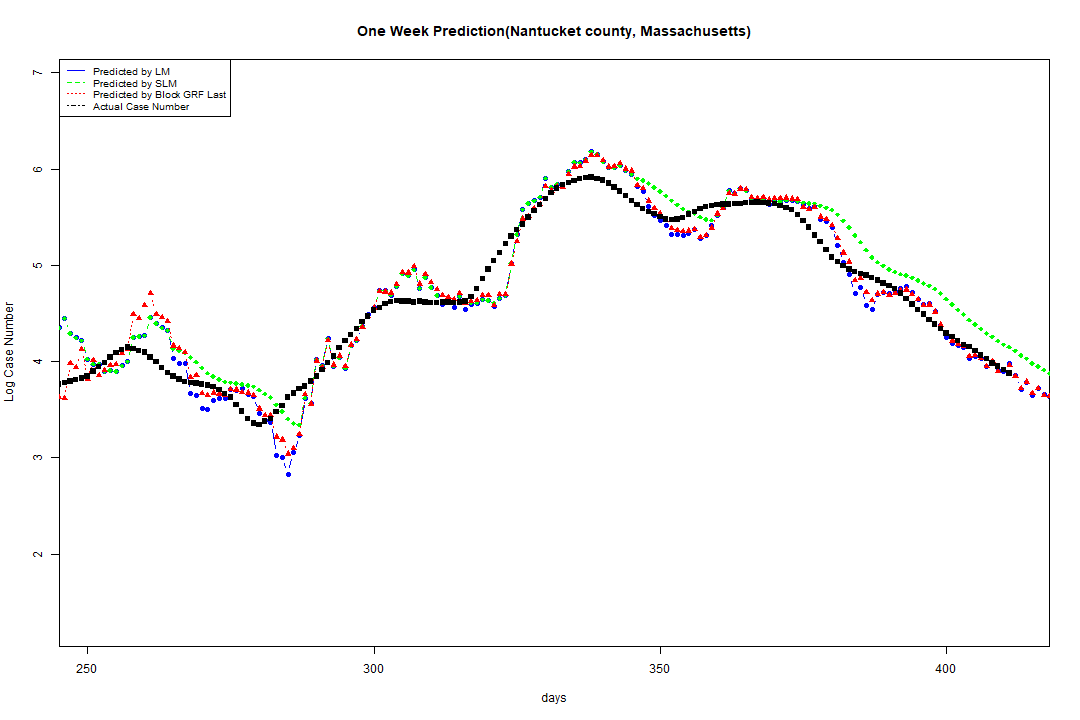 One Week Prediction(Nantucket county, Massachusetts)
Predicted by LM
Predicted by SLM
Predicted by Block GRF Last
Actual Case Number
7
6
5
4
3
2
Log Case Number
250 300 350 400
days